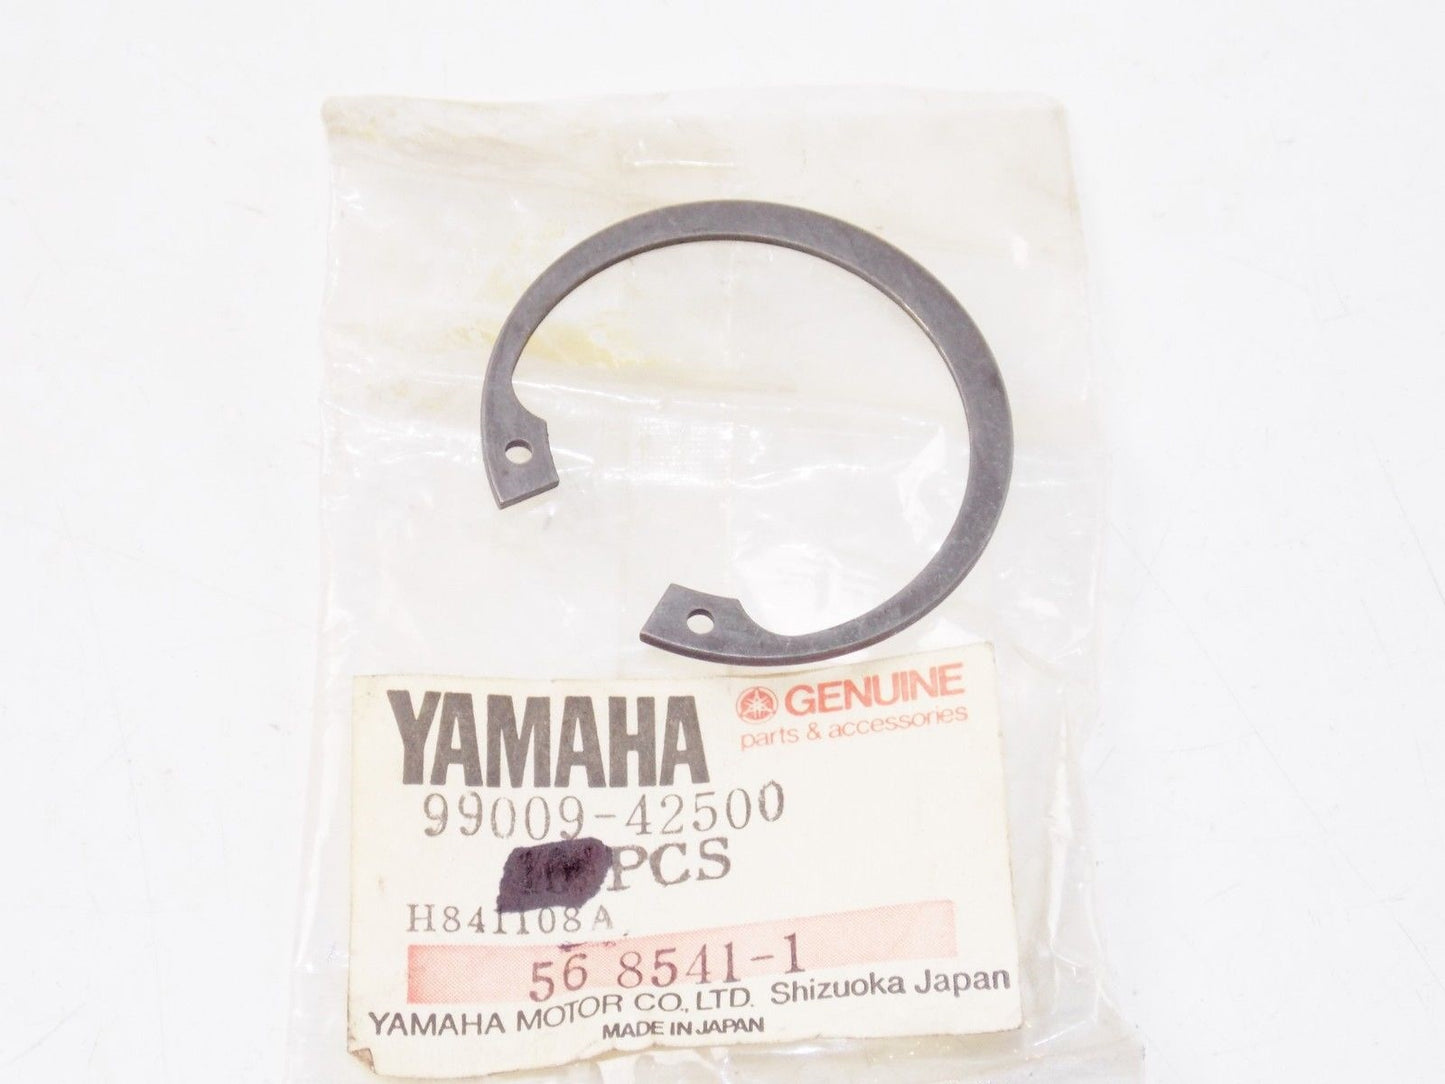 YAMAHA
GENUINE
parts & accessories
99009-42500
PCS
H841108A
56 8541-1
YAMAHA MOTOR CO., LTD. Shizuoka Japan
MADE IN JAPAN